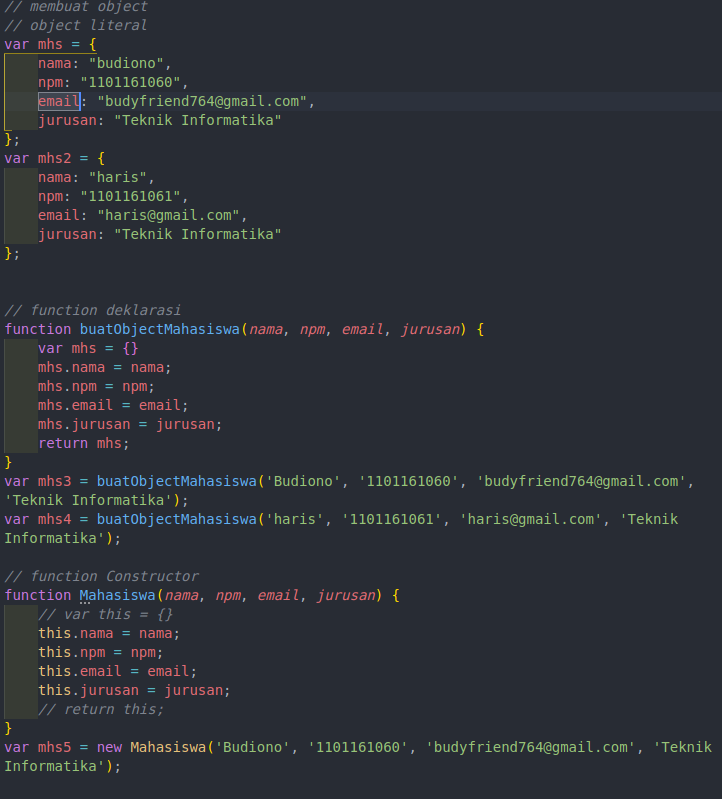 // membuat object
// object literal
var mhs = {
    nama: "budiono",
    npm: "1101161060",
    email: "budyfriend764@gmail.com",
    jurusan: "Teknik Informatika"
};
var mhs2 = {
    nama: "haris",
    npm: "1101161061",
    email: "haris@gmail.com",
    jurusan: "Teknik Informatika"
};
// function deklarasi
function buatObjectMahasiswa(nama, npm, email, jurusan) {
    var mhs = {}
    mhs.nama = nama;
    mhs.npm = npm;
    mhs.email = email;
    mhs.jurusan = jurusan;
    return mhs;
}
var mhs3 = buatObjectMahasiswa('Budiono', '1101161060', 'budyfriend764@gmail.com',
'Teknik Informatika');
var mhs4 = buatObjectMahasiswa('haris', '1101161061', 'haris@gmail.com', 'Teknik
Informatika');
// function Constructor
function Mahasiswa(nama, npm, email, jurusan) {
    // var this = {}
    this.nama = nama;
    this.npm = npm;
    this.email = email;
    this.jurusan = jurusan;
    // return this;
}
var mhs5 = new Mahasiswa('Budiono', '1101161060', 'budyfriend764@gmail.com', 'Teknik
Informatika');